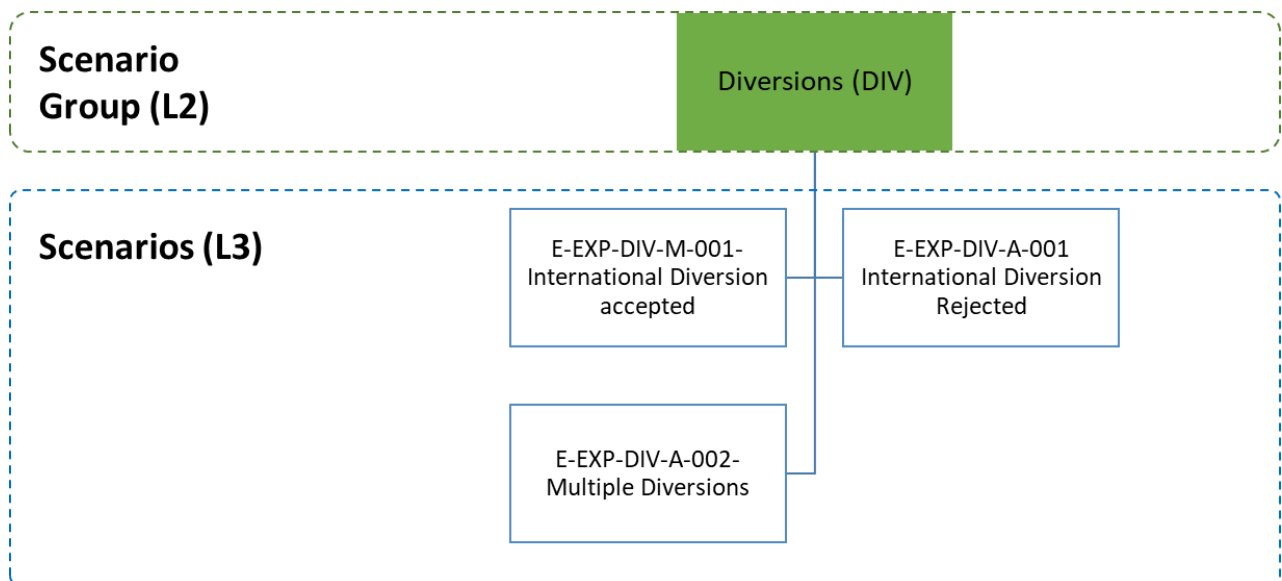 Scenario
Group (L2)
Diversions (DIV)
Scenarios (L3)
E-EXP-DIV-M-001-
International Diversion
accepted
E-EXP-DIV-A-001
International Diversion
Rejected
E-EXP-DIV-A-002-
Multiple Diversions